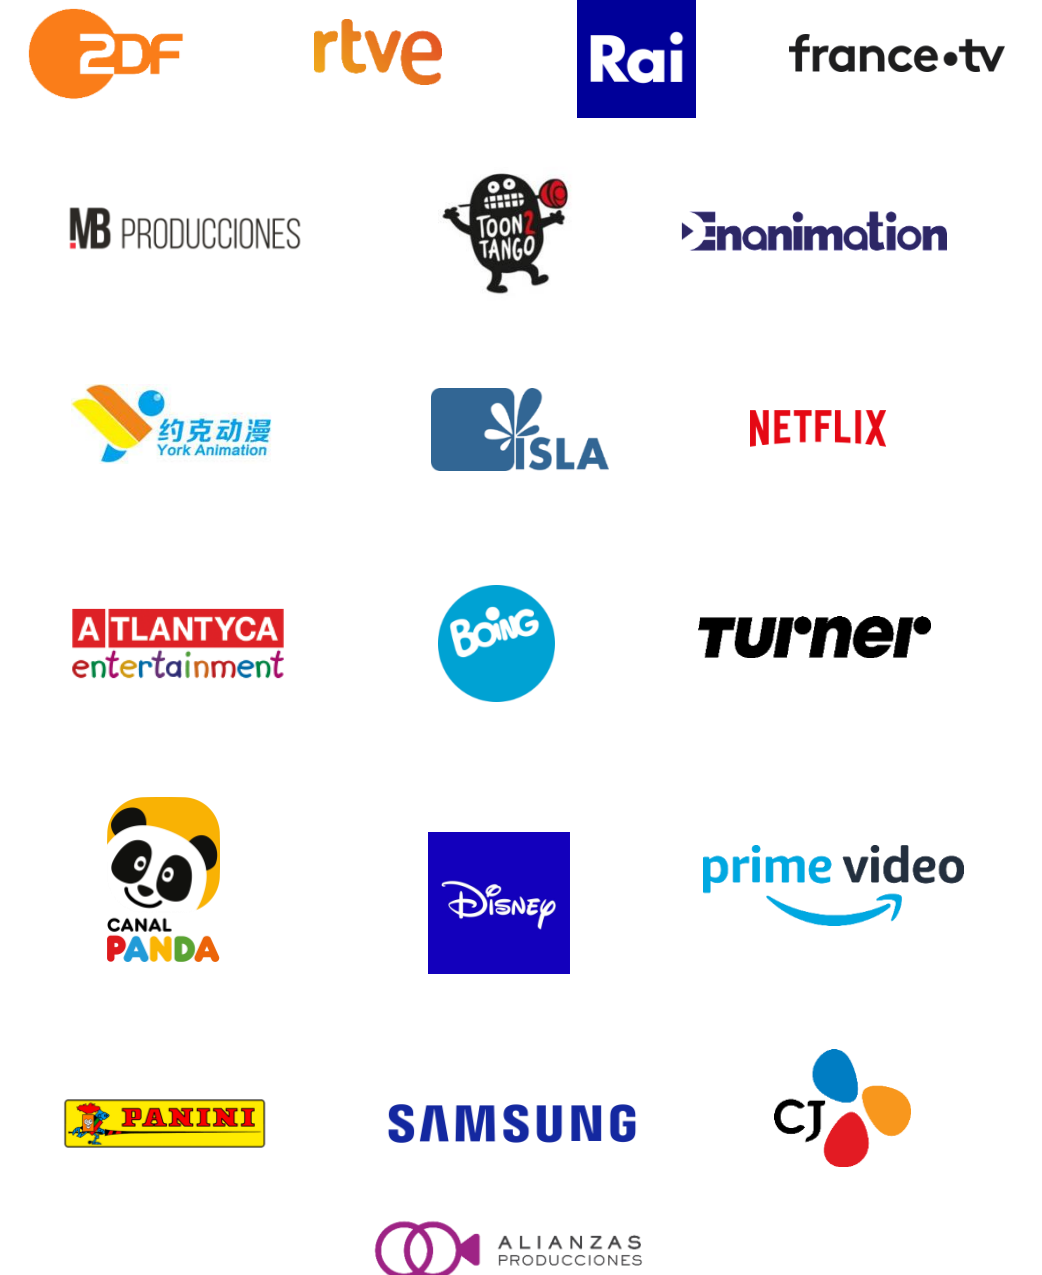 ZDF
rtve
Rai
france•tv
MB PRODUCCIONES
TOON2
TANGO
Enanimation
约克动漫
York Animation
ISLA
NETFLIX
ATLANTYCA
entertainment
BOING
Turner
CANAL
PANDA
Disney
prime video
PANINI
SAMSUNG
CJ
ALIANZAS
PRODUCCIONES